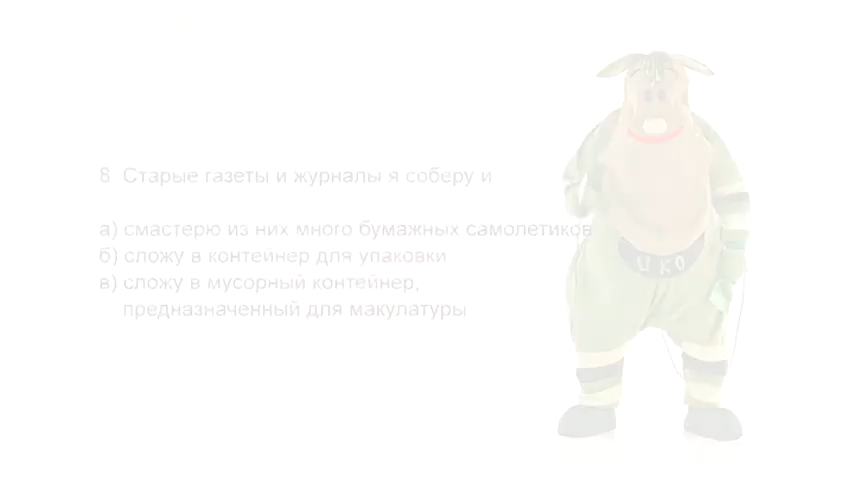 8 Старые газеты и журналы я соберу и
а) смастерю из них много бумажных самолетиков
б) сложу в контейнер для упаковки
в) сложу в мусорный контейнер,
предназначенный для макулатуры
UKO